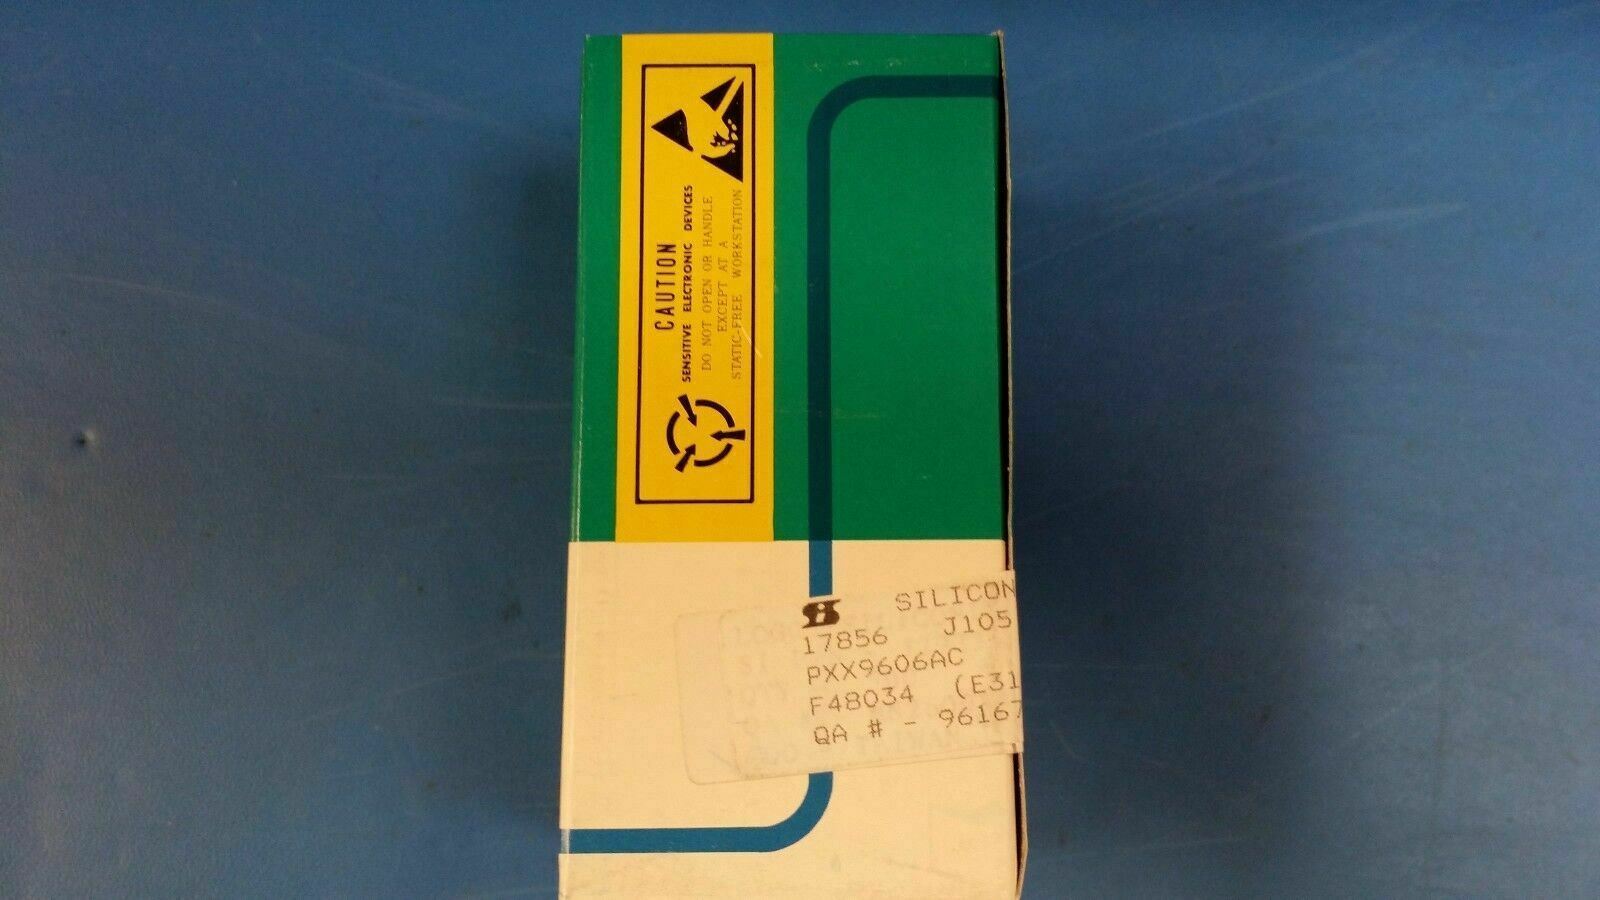 CAUTION
SENSITIVE ELECTRONIC DEVICES
DO NOT OPEN OR HANDLE
EXCEPT AT A
STATIC-FREE WORKSTATION
SILICON
17856 J105
PXX9606AC
F48034 (E31
QA # - 96167